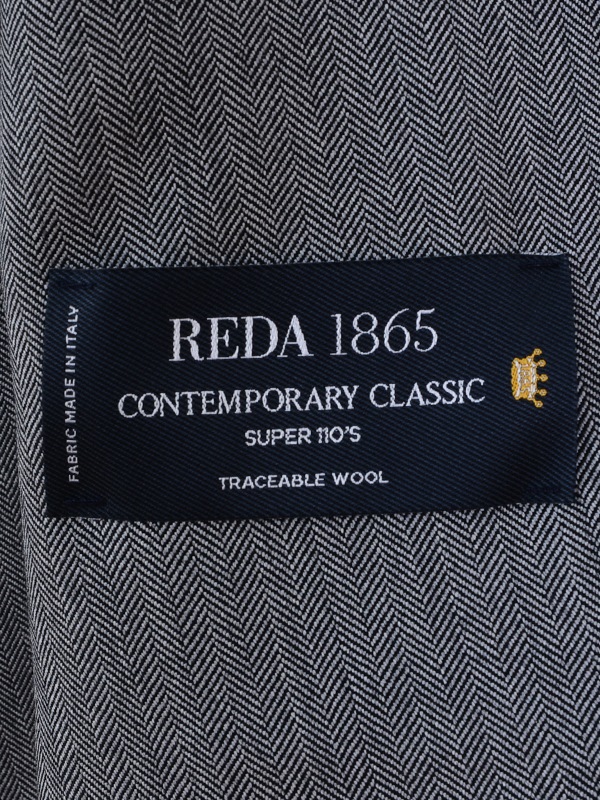 REDA 1865
CONTEMPORARY CLASSIC
SUPER 110'S
TRACEABLE WOOL
FABRIC MADE IN ITALY